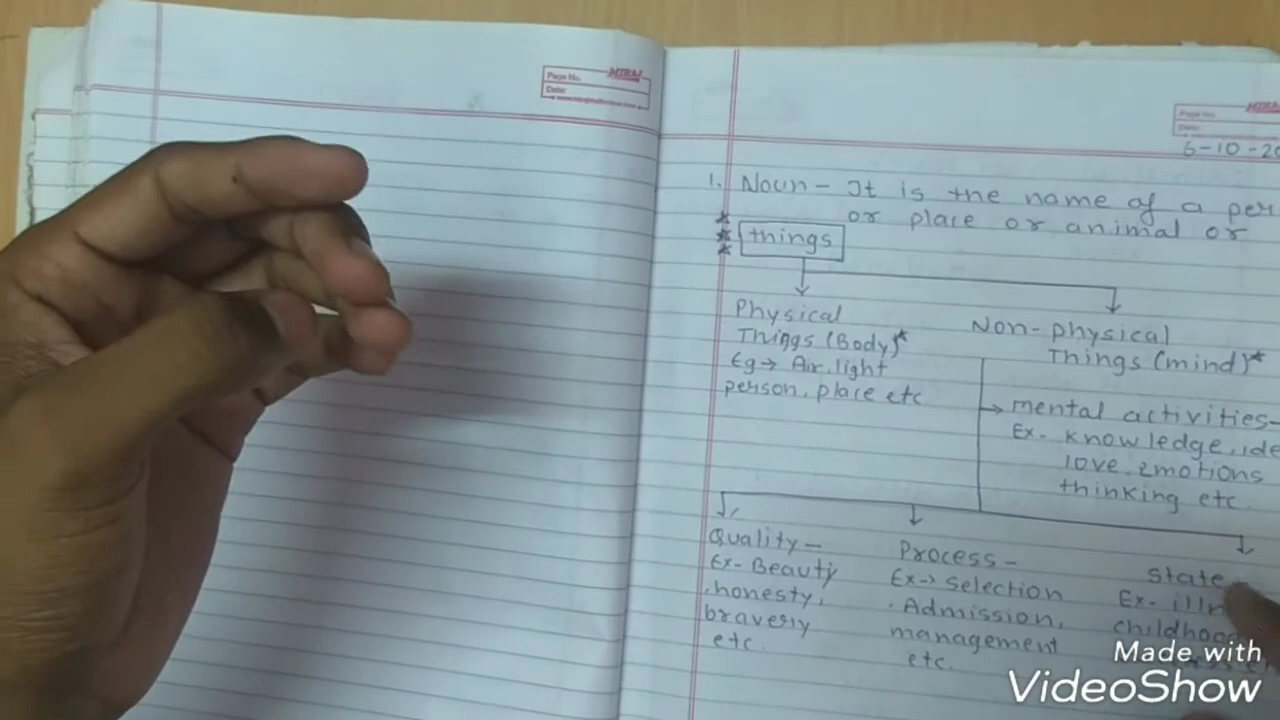 Page No.
MIRAJ
Date:
Page No.
MIRAJ
Date:
6-10-20
1. Noun - It is the name of a per
or place or animal or
things
Physical
Things (Body)*
Eg → Air, light
person, place etc
Non-physical
Things (mind)*
mental activities-
Ex- knowledge, ide
love, emotions
thinking etc.
Quality -
Ex- Beauty
honesty,
bravery
etc.
Process -
Ex → Selection
Admission,
management
etc.
State
Ex- illn
childhoo
Made with
VideoShow